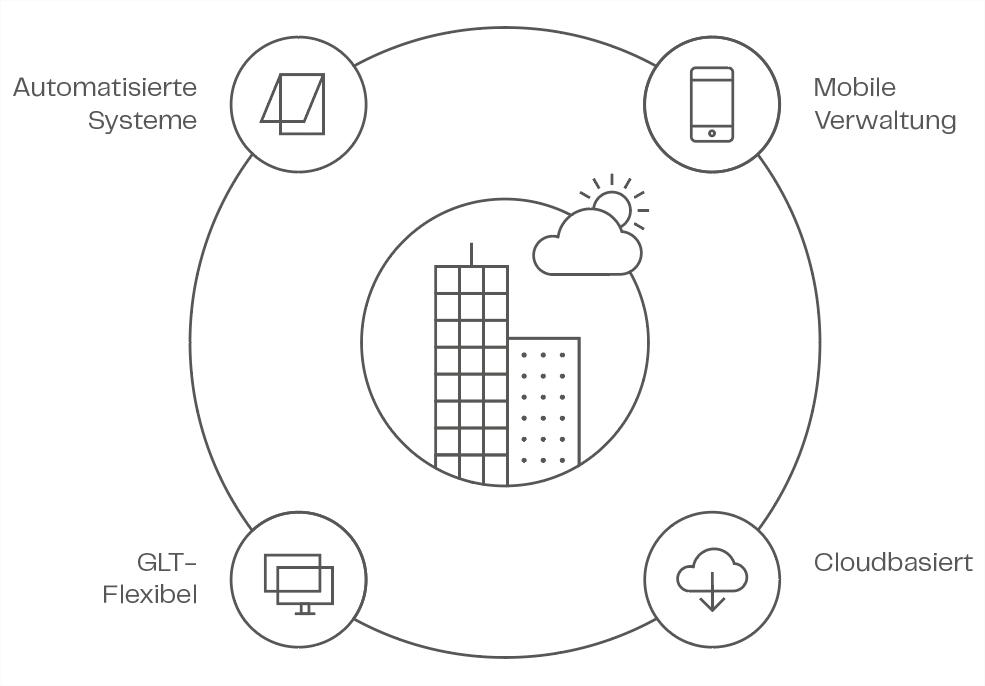 Automatisierte
Systeme
Mobile
Verwaltung
GLT-
Flexibel
Cloudbasiert